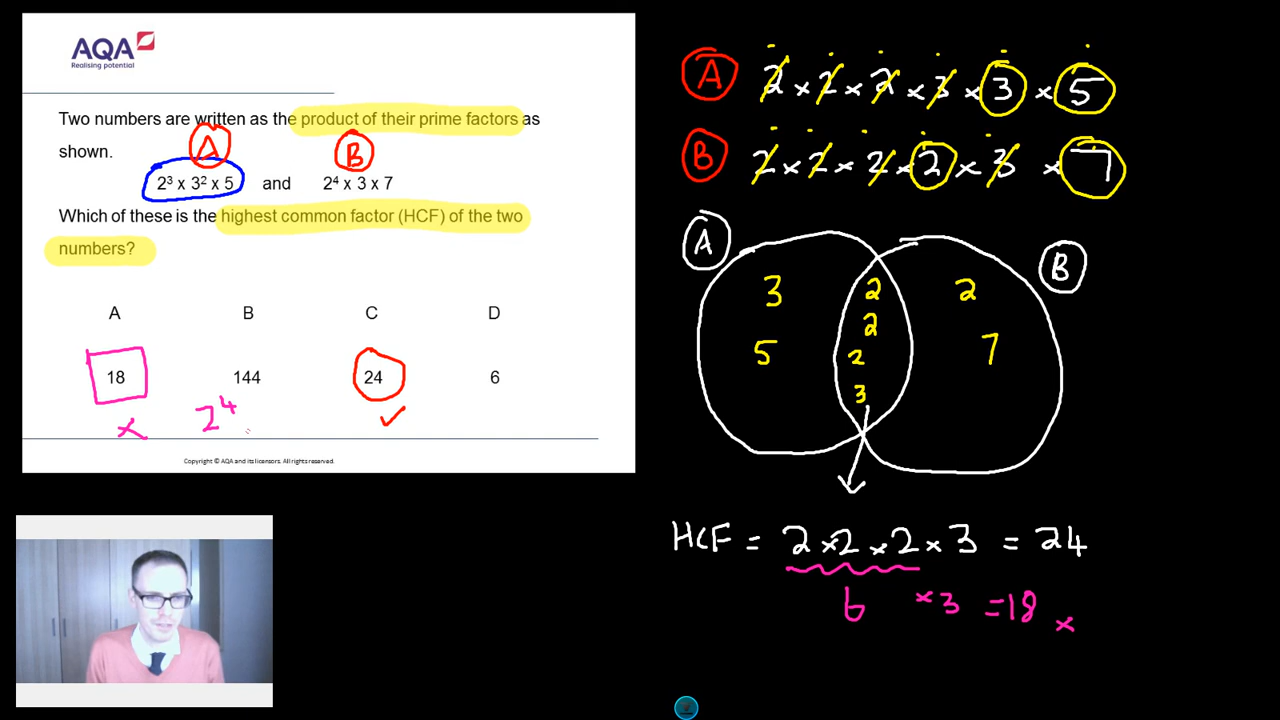 AQA
Realising potential
Two numbers are written as the product of their prime factors as
shown.
A B
2³ x 3² x 5 and 2⁴ x 3 x 7
Which of these is the highest common factor (HCF) of the two
numbers?
A B C D
18 144 24 6
× 2⁴ ✓
Copyright © AQA and its licensors. All rights reserved.
A 2 × 2 × 2 × 3 × 3 × 5
B 2 × 2 × 2 × 2 × 3 × 7
A B
3 2 2
2
5 2 7
3
HCF = 2 × 2 × 2 × 3 = 24
6 × 3 = 18 ×